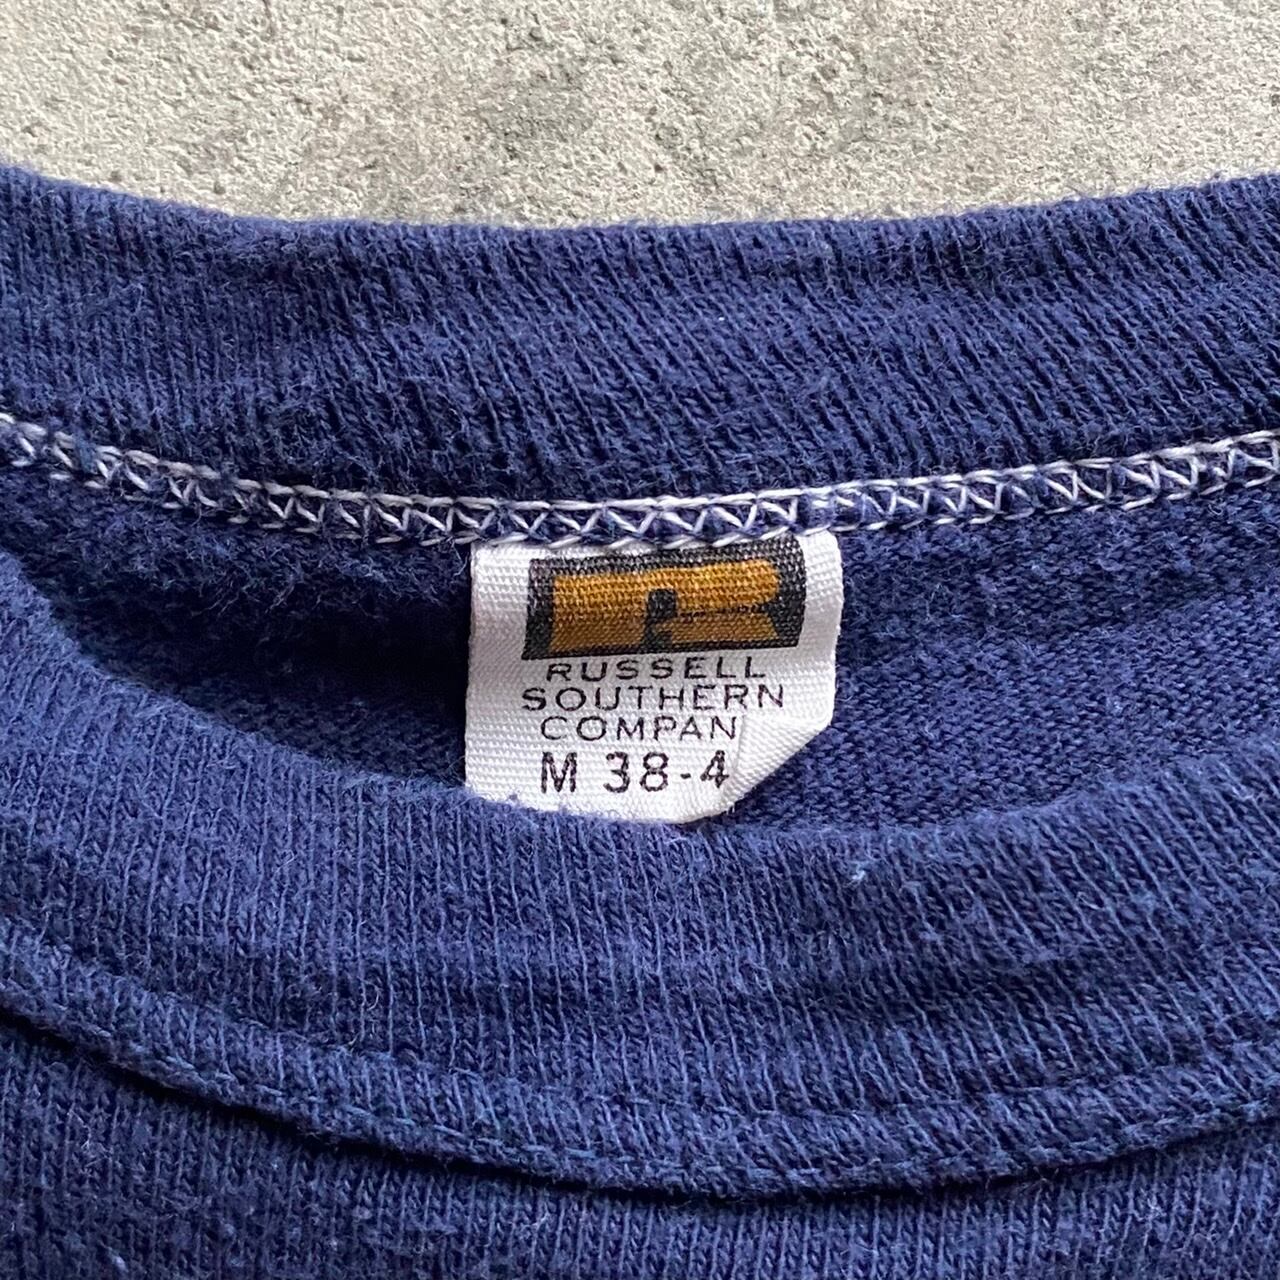 R
RUSSELL
SOUTHERN
COMPAN
M 38-4